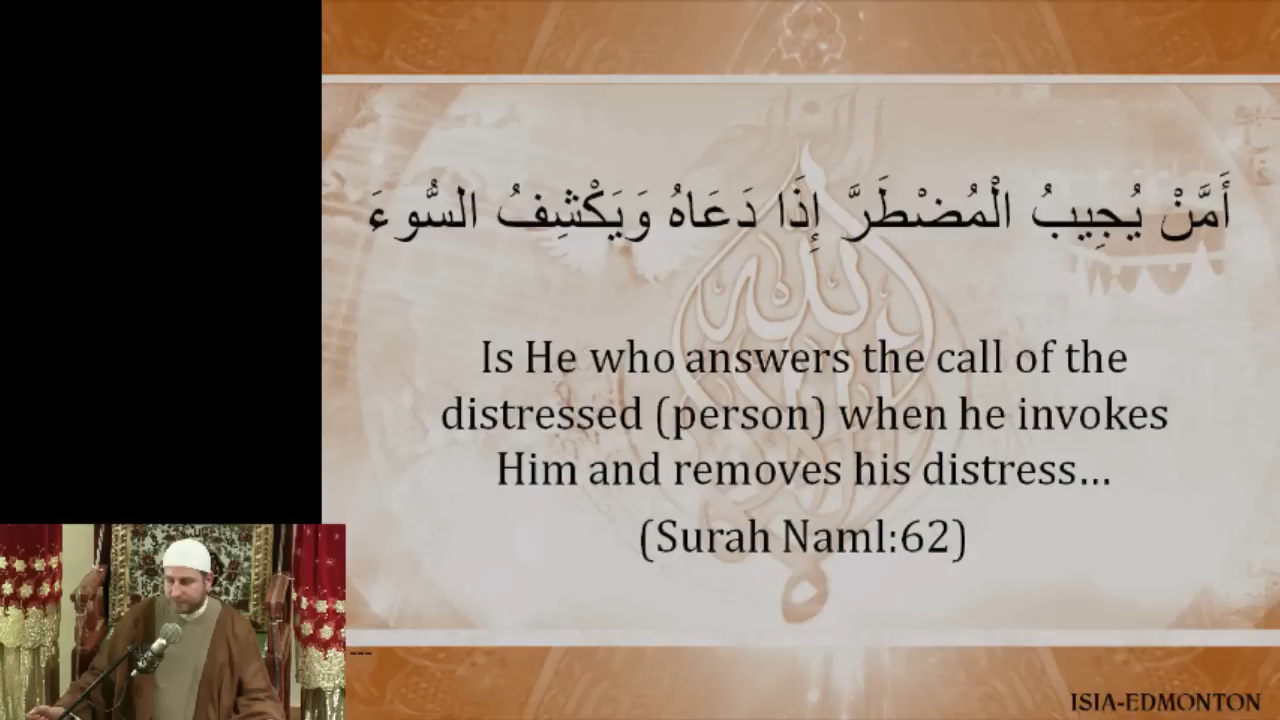 أَمَّنْ يُجِيبُ الْمُضْطَرَّ إِذَا دَعَاهُ وَيَكْشِفُ السُّوءَ
Is He who answers the call of the
distressed (person) when he invokes
Him and removes his distress...
(Surah Naml:62)
---
ISIA-EDMONTON